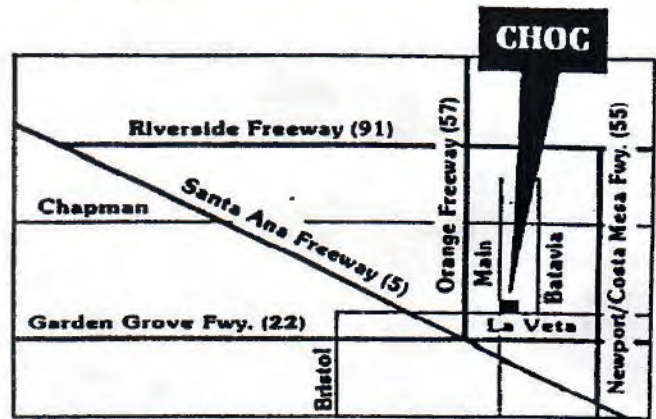 CHOC
Riverside Freeway (91)
Orange Freeway (57)
Newport/Costa Mesa Fwy. (55)
Santa Ana Freeway (5)
Chapman
Main
Batavia
Garden Grove Fwy. (22)
La Veta
Bristol